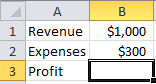 A B
1 Revenue $1,000
2 Expenses $300
3 Profit